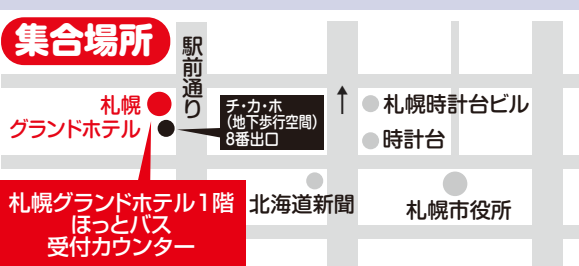 集合場所
駅前通り
札幌
グランドホテル
チ・カ・ホ
(地下歩行空間)
8番出口
札幌時計台ビル
時計台
札幌グランドホテル1階
ほっとバス
受付カウンター
北海道新聞
札幌市役所